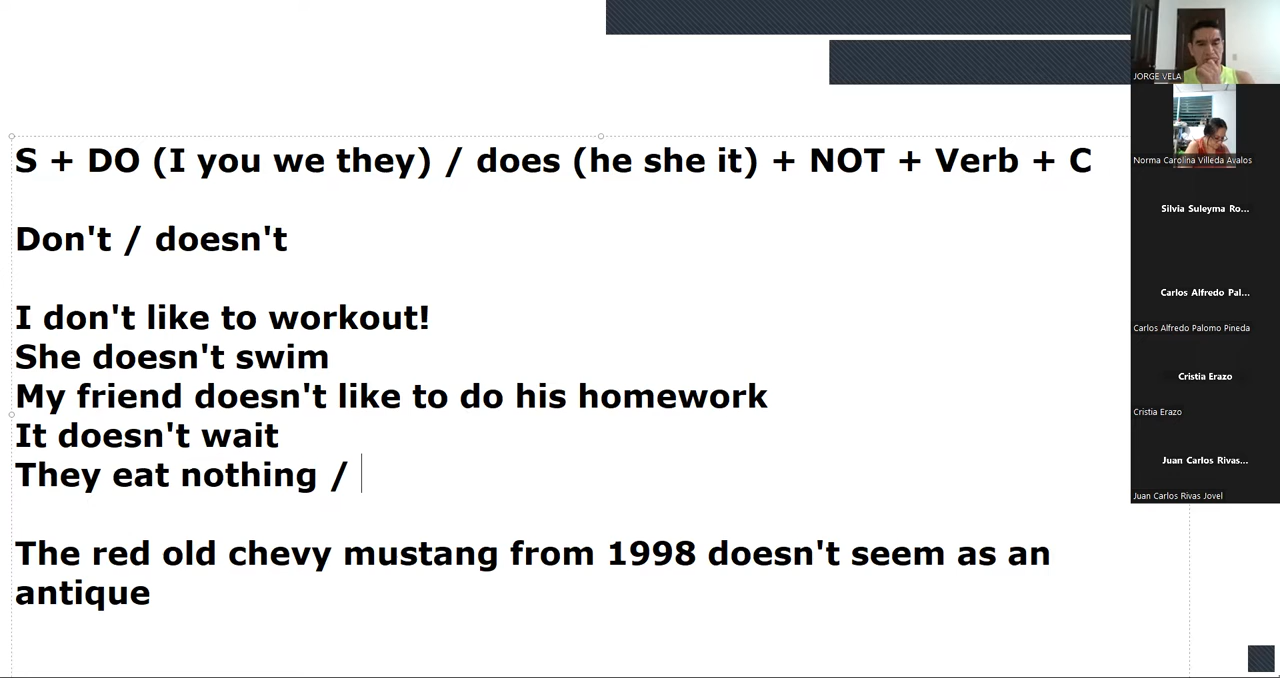 S + DO (I you we they) / does (he she it) + NOT + Verb + C
Don't / doesn't
I don't like to workout!
She doesn't swim
My friend doesn't like to do his homework
It doesn't wait
They eat nothing /
The red old chevy mustang from 1998 doesn't seem as an
antique
JORGE VELA
Norma Carolina Villeda Avalos
Silvia Suleyma Ro...
Carlos Alfredo Pal...
Carlos Alfredo Palomo Pineda
Cristia Erazo
Cristia Erazo
Juan Carlos Rivas...
Juan Carlos Rivas Jovel